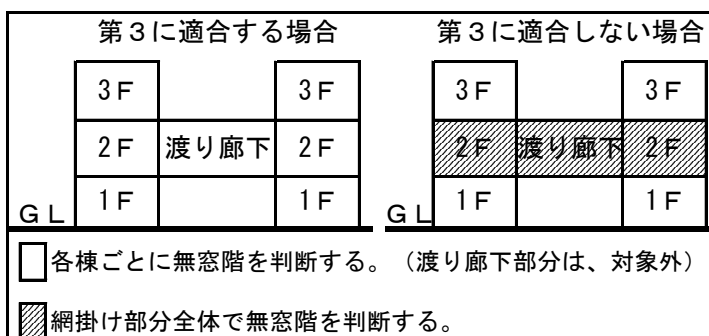 第３に適合する場合 第３に適合しない場合
３Ｆ ３Ｆ ３Ｆ ３Ｆ
２Ｆ 渡り廊下 ２Ｆ ２Ｆ 渡り廊下 ２Ｆ
１Ｆ １Ｆ １Ｆ １Ｆ
ＧＬ ＧＬ
各棟ごとに無窓階を判断する。（渡り廊下部分は、対象外）
網掛け部分全体で無窓階を判断する。